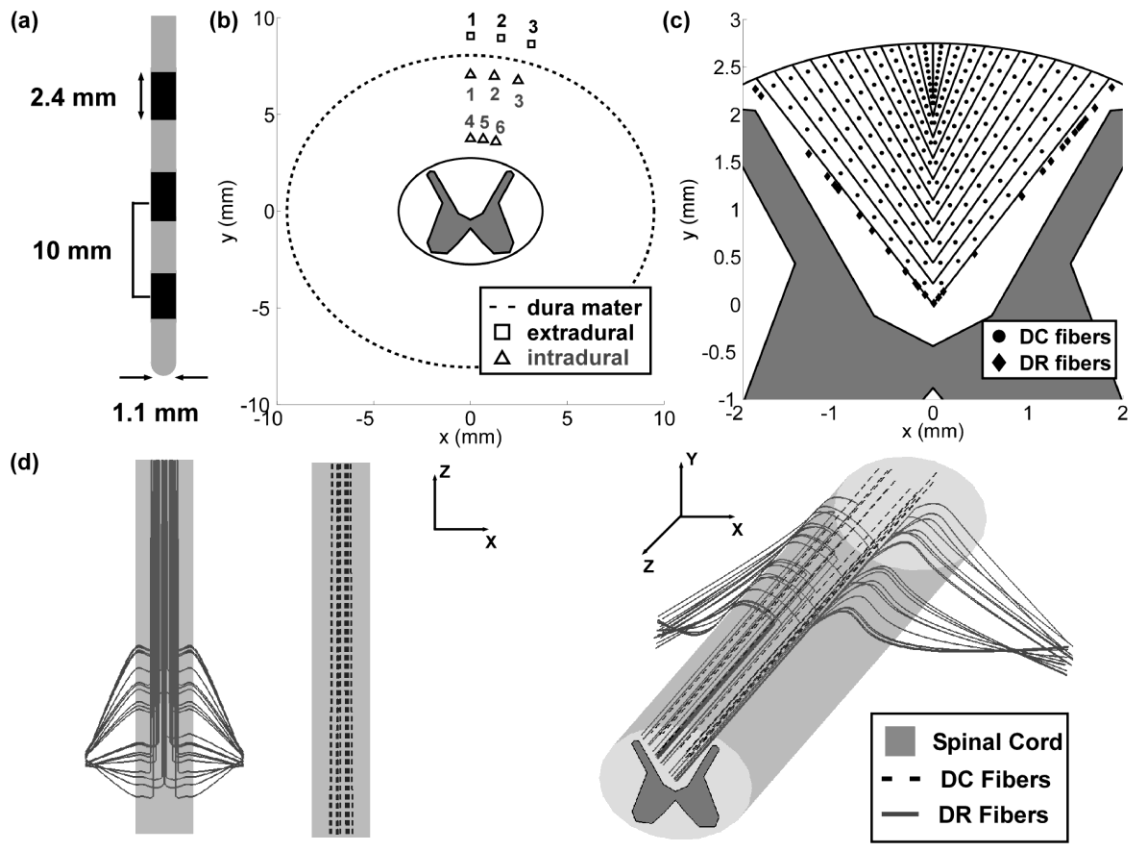 (a)
2.4 mm
10 mm
1.1 mm
(b)
10
5
0
-5
-10
y (mm)
-10
-5
0
5
10
x (mm)
1 2 3
1 2 3
4 5 6
dura mater
extradural
intradural
(c)
3
2.5
2
1.5
1
0.5
0
-0.5
-1
y (mm)
-2
-1
0
1
2
x (mm)
DC fibers
DR fibers
(d)
Z
X
Y
X
Z
Spinal Cord
DC Fibers
DR Fibers